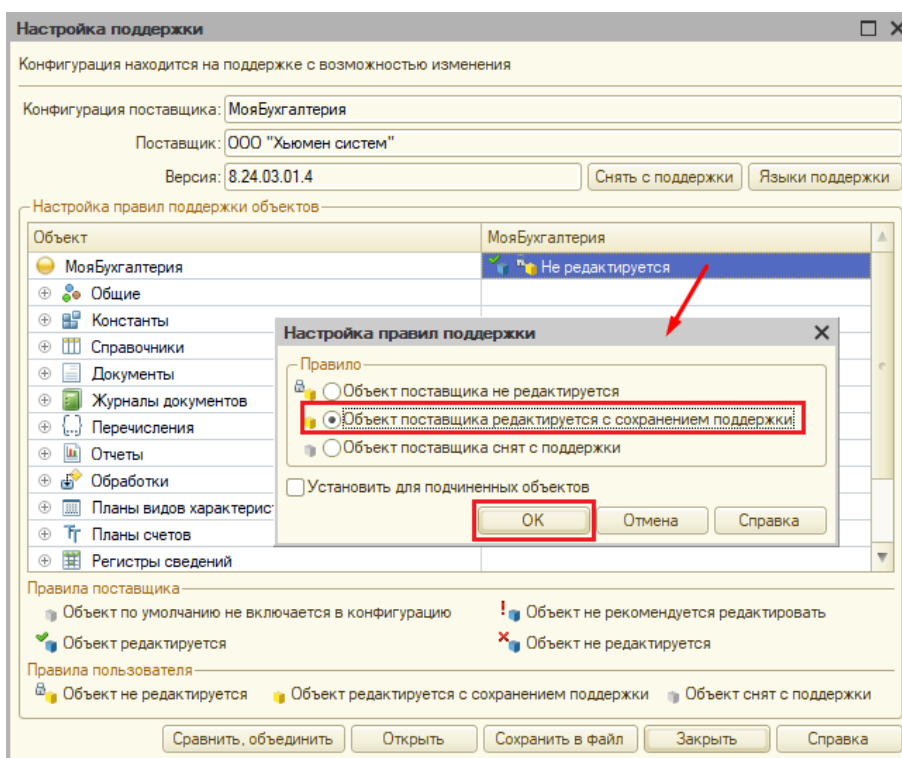 Настройка поддержки
Конфигурация находится на поддержке с возможностью изменения
Конфигурация поставщика: МояБухгалтерия
Поставщик: ООО "Хьюмен систем"
Версия: 8.24.03.01.4 Снять с поддержки Языки поддержки
Настройка правил поддержки объектов
Объект МояБухгалтерия
МояБухгалтерия Не редактируется
Общие
Константы
Справочники
Документы
Журналы документов
Перечисления
Отчеты
Обработки
Планы видов характерис
Планы счетов
Регистры сведений
Настройка правил поддержки
Правило
Объект поставщика не редактируется
Объект поставщика редактируется с сохранением поддержки
Объект поставщика снят с поддержки
Установить для подчиненных объектов
ОК Отмена Справка
Правила поставщика
Объект по умолчанию не включается в конфигурацию Объект не рекомендуется редактировать
Объект редактируется Объект не редактируется
Правила пользователя
Объект не редактируется Объект редактируется с сохранением поддержки Объект снят с поддержки
Сравнить, объединить Открыть Сохранить в файл Закрыть Справка